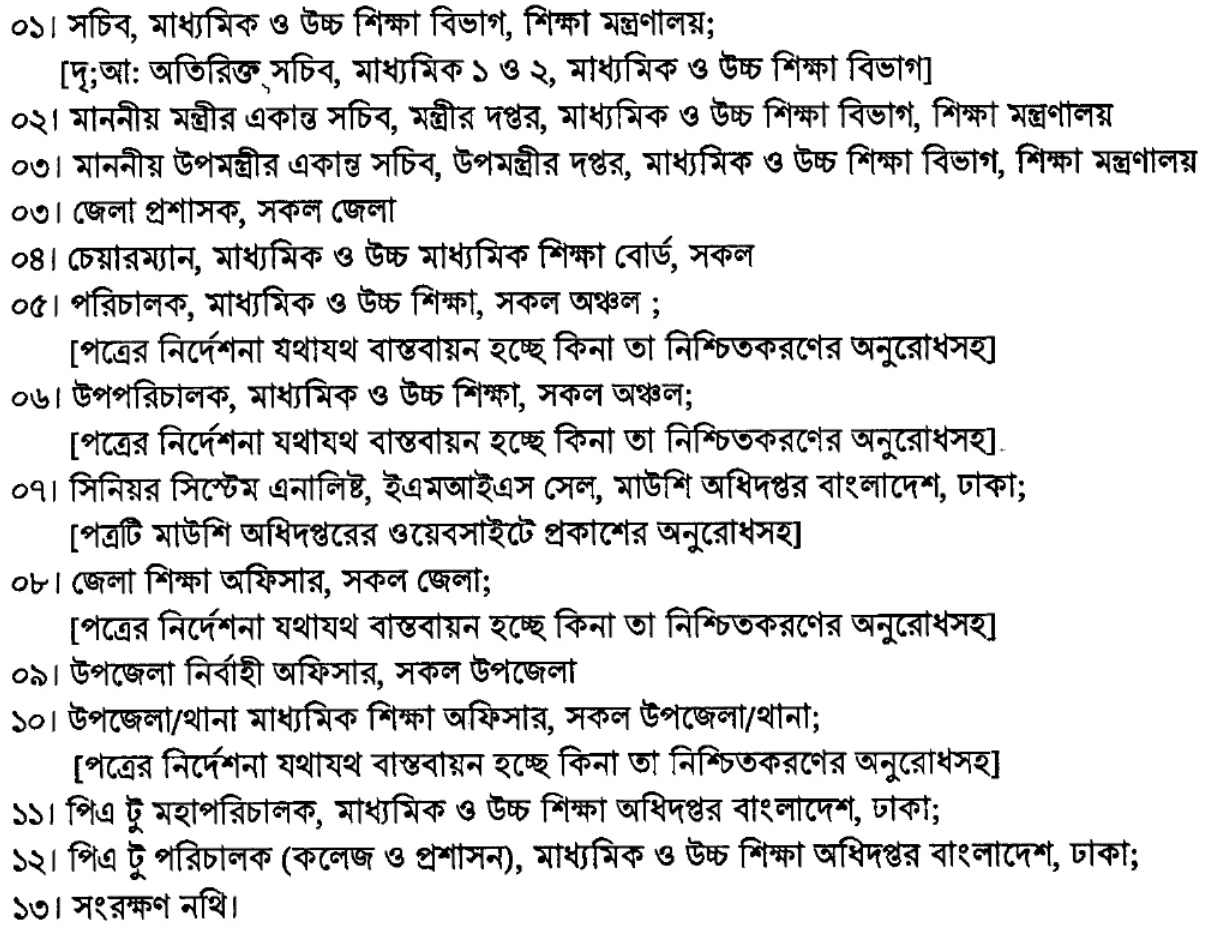 ০১। সচিব, মাধ্যমিক ও উচ্চ শিক্ষা বিভাগ, শিক্ষা মন্ত্রণালয়;
[দৃ;আ: অতিরিক্ত সচিব, মাধ্যমিক ১ ও ২, মাধ্যমিক ও উচ্চ শিক্ষা বিভাগ]
০২। মাননীয় মন্ত্রীর একান্ত সচিব, মন্ত্রীর দপ্তর, মাধ্যমিক ও উচ্চ শিক্ষা বিভাগ, শিক্ষা মন্ত্রণালয়
০৩। মাননীয় উপমন্ত্রীর একান্ত সচিব, উপমন্ত্রীর দপ্তর, মাধ্যমিক ও উচ্চ শিক্ষা বিভাগ, শিক্ষা মন্ত্রণালয়
০৩। জেলা প্রশাসক, সকল জেলা
০৪। চেয়ারম্যান, মাধ্যমিক ও উচ্চ মাধ্যমিক শিক্ষা বোর্ড, সকল
০৫। পরিচালক, মাধ্যমিক ও উচ্চ শিক্ষা, সকল অঞ্চল ;
[পত্রের নির্দেশনা যথাযথ বাস্তবায়ন হচ্ছে কিনা তা নিশ্চিতকরণের অনুরোধসহ]
০৬। উপপরিচালক, মাধ্যমিক ও উচ্চ শিক্ষা, সকল অঞ্চল;
[পত্রের নির্দেশনা যথাযথ বাস্তবায়ন হচ্ছে কিনা তা নিশ্চিতকরণের অনুরোধসহ]
০৭। সিনিয়র সিস্টেম এনালিষ্ট, ইএমআইএস সেল, মাউশি অধিদপ্তর বাংলাদেশ, ঢাকা;
[পত্রটি মাউশি অধিদপ্তরের ওয়েবসাইটে প্রকাশের অনুরোধসহ]
০৮। জেলা শিক্ষা অফিসার, সকল জেলা;
[পত্রের নির্দেশনা যথাযথ বাস্তবায়ন হচ্ছে কিনা তা নিশ্চিতকরণের অনুরোধসহ]
০৯। উপজেলা নির্বাহী অফিসার, সকল উপজেলা
১০। উপজেলা/থানা মাধ্যমিক শিক্ষা অফিসার, সকল উপজেলা/থানা;
[পত্রের নির্দেশনা যথাযথ বাস্তবায়ন হচ্ছে কিনা তা নিশ্চিতকরণের অনুরোধসহ]
১১। পিএ টু মহাপরিচালক, মাধ্যমিক ও উচ্চ শিক্ষা অধিদপ্তর বাংলাদেশ, ঢাকা;
১২। পিএ টু পরিচালক (কলেজ ও প্রশাসন), মাধ্যমিক ও উচ্চ শিক্ষা অধিদপ্তর বাংলাদেশ, ঢাকা;
১৩। সংরক্ষণ নথি।